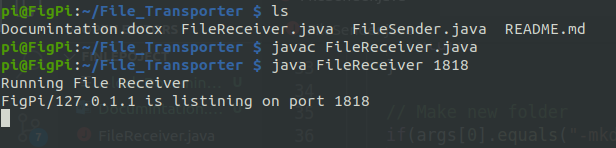 pi@FigPi:~/File_Transporter $ ls
Documintation.docx  FileReceiver.java  FileSender.java  README.md
pi@FigPi:~/File_Transporter $ javac FileReceiver.java
pi@FigPi:~/File_Transporter $ java FileReceiver 1818
Running File Receiver
FigPi/127.0.1.1 is listining on port 1818
// Make new folder
FileReceiver.java
36 if(args[0].equals("-mkd